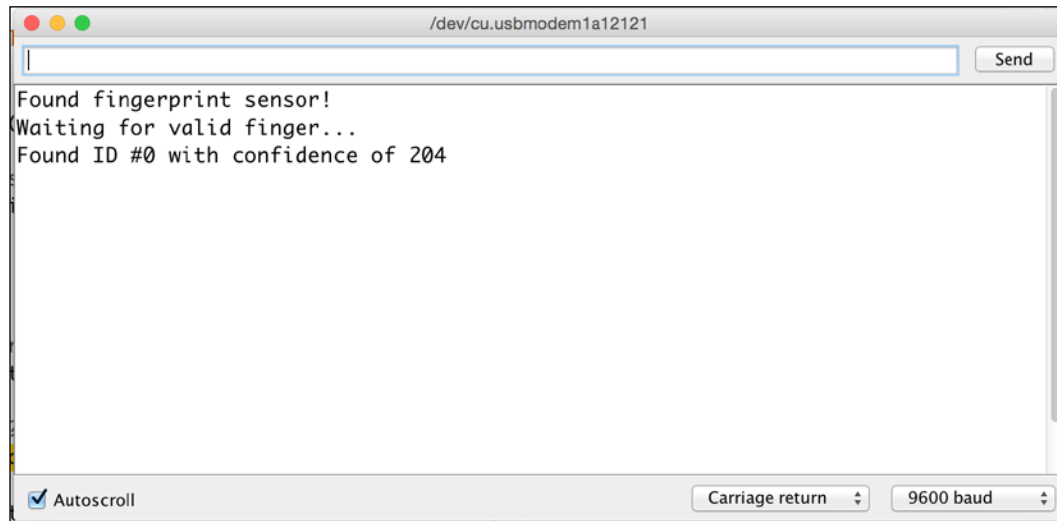 /dev/cu.usbmodem1a12121
Send
Found fingerprint sensor!
Waiting for valid finger...
Found ID #0 with confidence of 204
Autoscroll
Carriage return
9600 baud